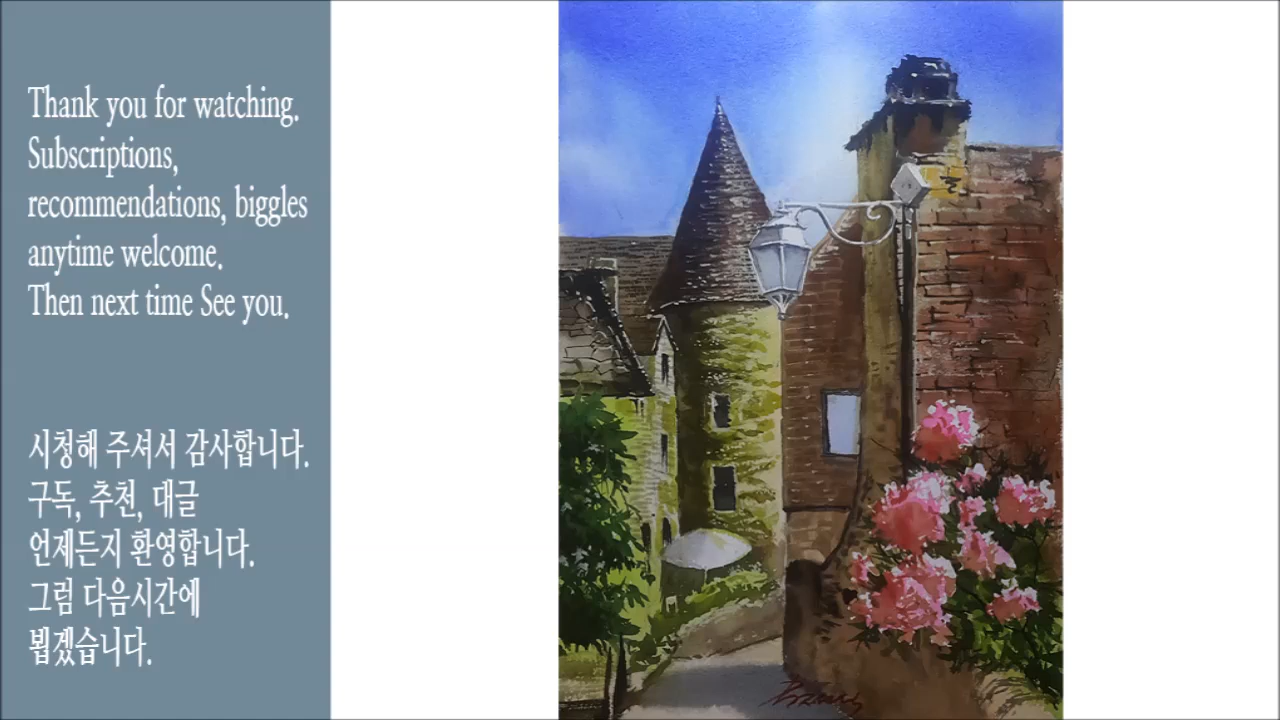 Thank you for watching.
Subscriptions,
recommendations, biggles
anytime welcome.
Then next time See you.
시청해 주셔서 감사합니다.
구독, 추천, 대글
언제든지 환영합니다.
그럼 다음시간에
뵙겠습니다.